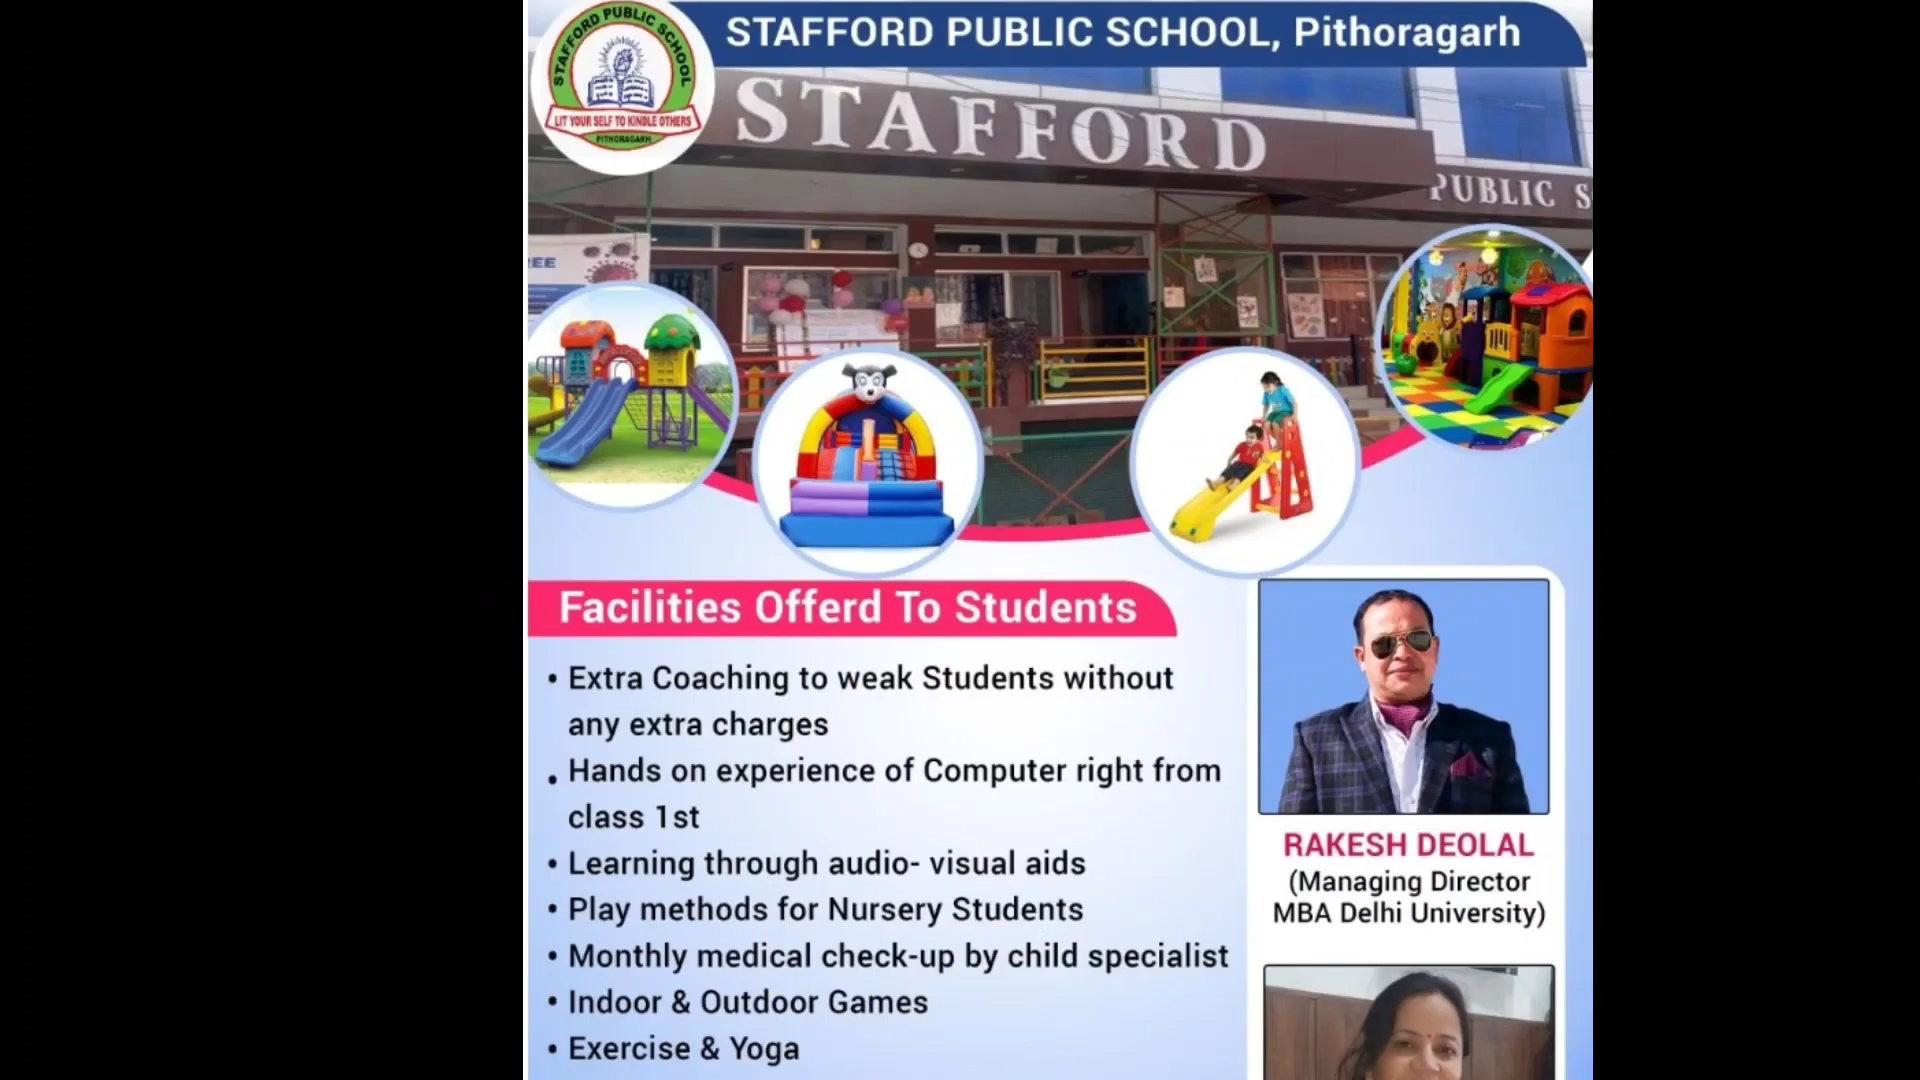 STAFFORD PUBLIC SCHOOL, Pithoragarh
STAFFORD PUBLIC SCHOOL
LIT YOUR SELF TO KINDLE OTHERS
PITHORAGARH
STAFFORD
PUBLIC S
REE
Facilities Offerd To Students
• Extra Coaching to weak Students without
any extra charges
• Hands on experience of Computer right from
class 1st
• Learning through audio- visual aids
• Play methods for Nursery Students
• Monthly medical check-up by child specialist
• Indoor & Outdoor Games
• Exercise & Yoga
RAKESH DEOLAL
(Managing Director
MBA Delhi University)